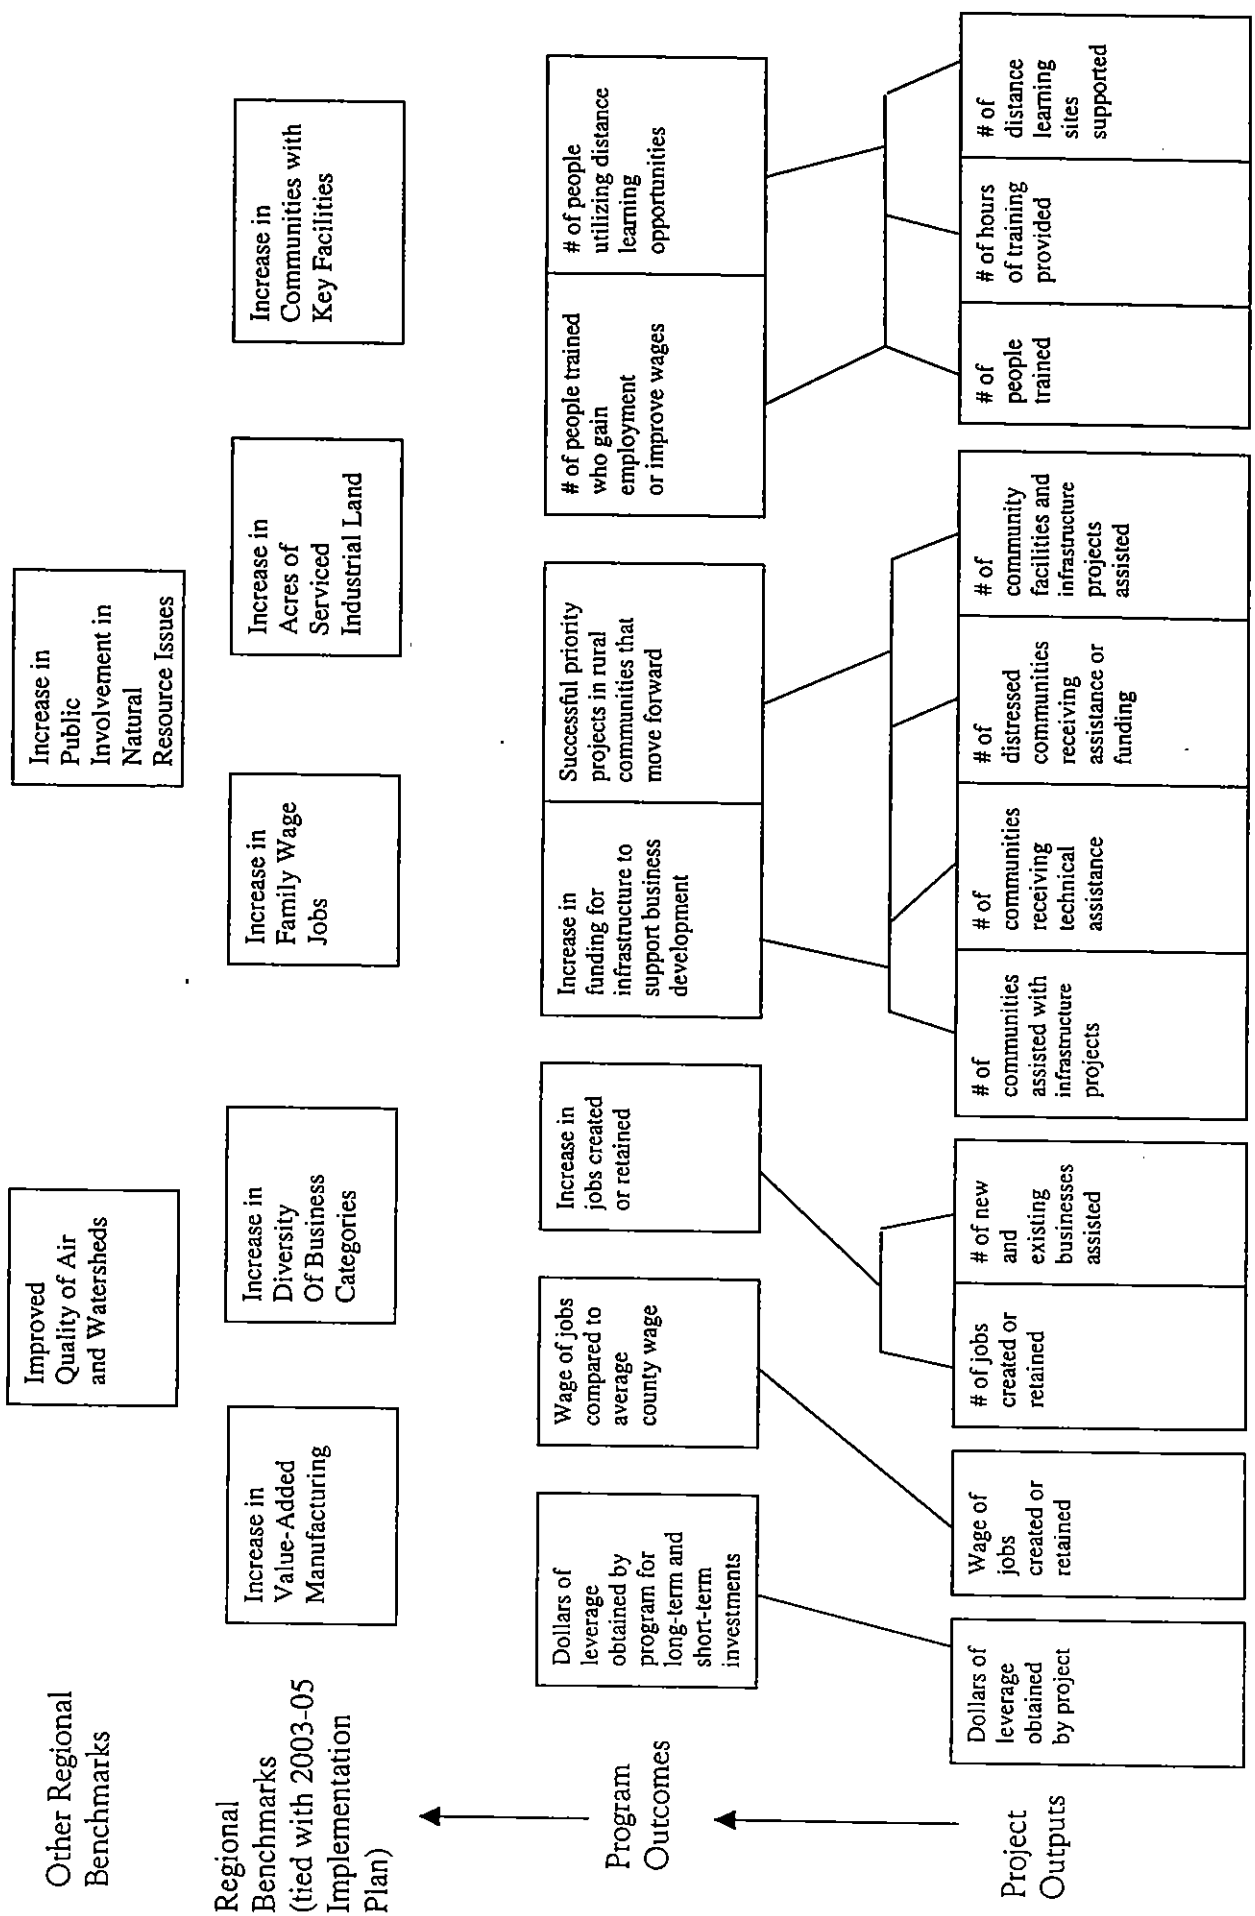 Other Regional
Benchmarks
Improved
Quality of Air
and Watersheds
Increase in
Public
Involvement in
Natural
Resource Issues
Regional
Benchmarks
(tied with 2003-05
Implementation
Plan)
Increase in
Value-Added
Manufacturing
Increase in
Diversity
Of Business
Categories
Increase in
Family Wage
Jobs
Increase in
Acres of
Serviced
Industrial Land
Increase in
Communities with
Key Facilities
Program
Outcomes
Dollars of
leverage
obtained by
program for
long-term and
short-term
investments
Wage of jobs
compared to
average
county wage
Increase in
jobs created
or retained
Increase in
funding for
infrastructure to
support business
development
Successful priority
projects in rural
communities that
move forward
# of people trained
who gain
employment
or improve wages
# of people
utilizing distance
learning
opportunities
Project
Outputs
Dollars of
leverage
obtained
by project
Wage of
jobs
created or
retained
# of jobs
created or
retained
# of new
and
existing
businesses
assisted
# of
communities
assisted with
infrastructure
projects
# of
communities
receiving
technical
assistance
# of
distressed
communities
receiving
assistance or
funding
# of
community
facilities and
infrastructure
projects
assisted
# of
people
trained
# of hours
of training
provided
# of
distance
learning
sites
supported